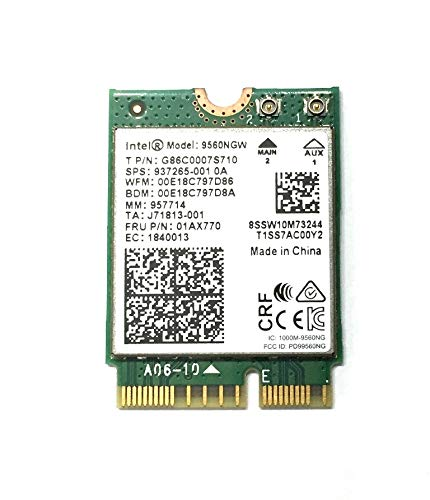 2
1
Intel® Model: 9560NGW
T P/N: G86C0007S710
SPS: 937265-001 0A
WFM: 00E18C797D86
BDM: 00E18C797D8A
MM: 957714
TA: J71813-001
FRU P/N: 01AX770
EC: 1840013
MAIN
2
AUX
1
8SSW10M73244
T1SS7AC00Y2
Made in China
CRF
CE
IC: 1000M-9560NG
FCC ID: PD99560NG
A06-10
E